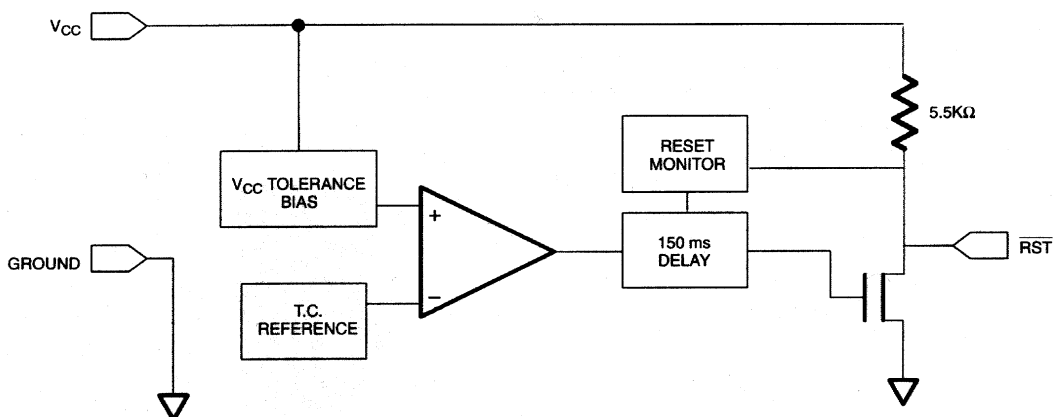 VCC
5.5KΩ
RESET
MONITOR
VCC TOLERANCE
BIAS
+
150 ms
DELAY
RST
GROUND
−
T.C.
REFERENCE